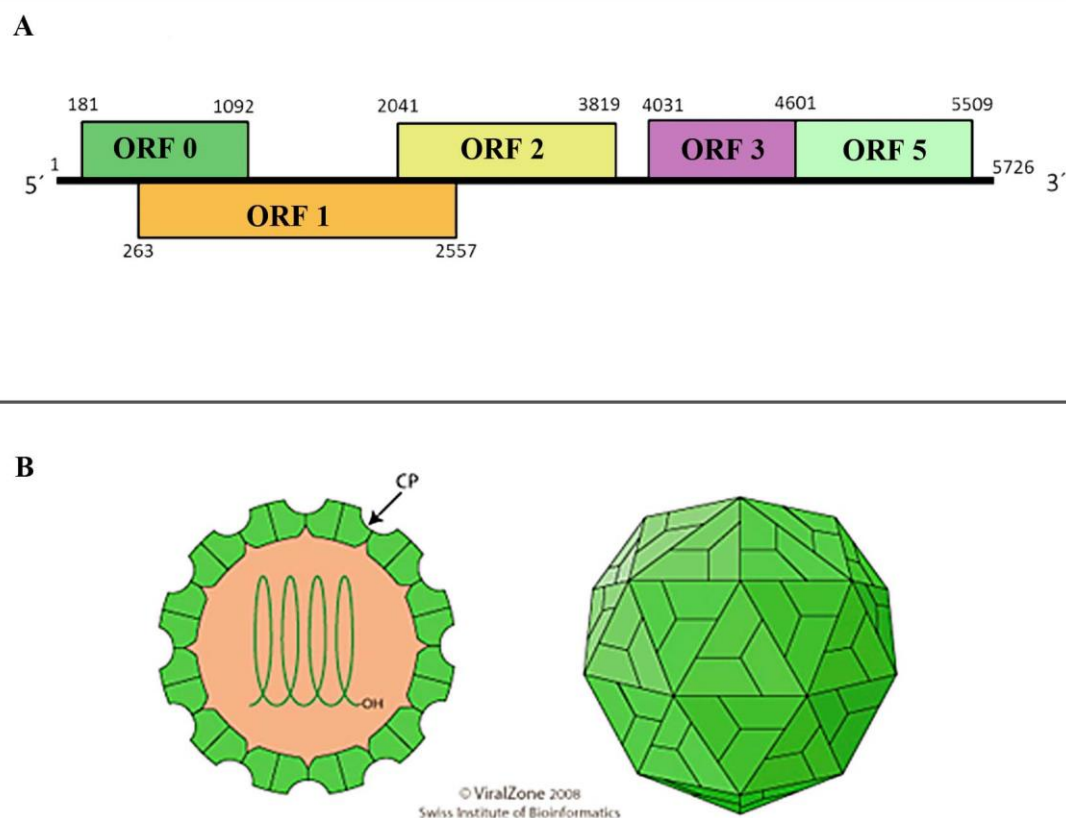 A
181 1092 2041 3819 4031 4601 5509
ORF 0 ORF 2 ORF 3 ORF 5
5´ 1 5726 3´
ORF 1
263 2557
B
CP
OH
© ViralZone 2008
Swiss Institute of Bioinformatics